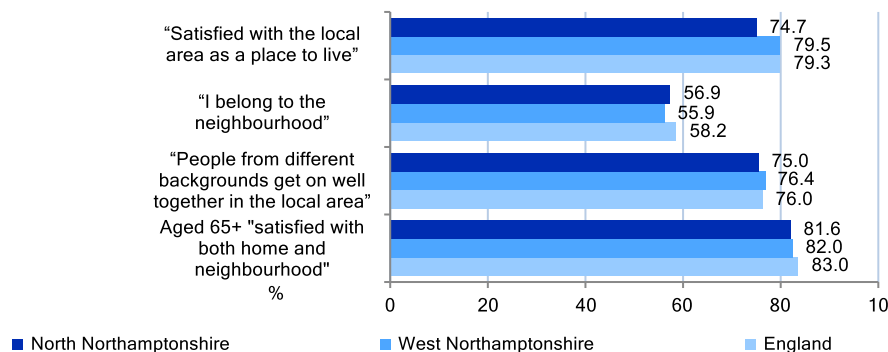 “Satisfied with the local
area as a place to live”
74.7
79.5
79.3
“I belong to the
neighbourhood”
56.9
55.9
58.2
“People from different
backgrounds get on well
together in the local area”
75.0
76.4
76.0
Aged 65+ "satisfied with
both home and
neighbourhood"
81.6
82.0
83.0
%
0 20 40 60 80 10
North Northamptonshire West Northamptonshire England